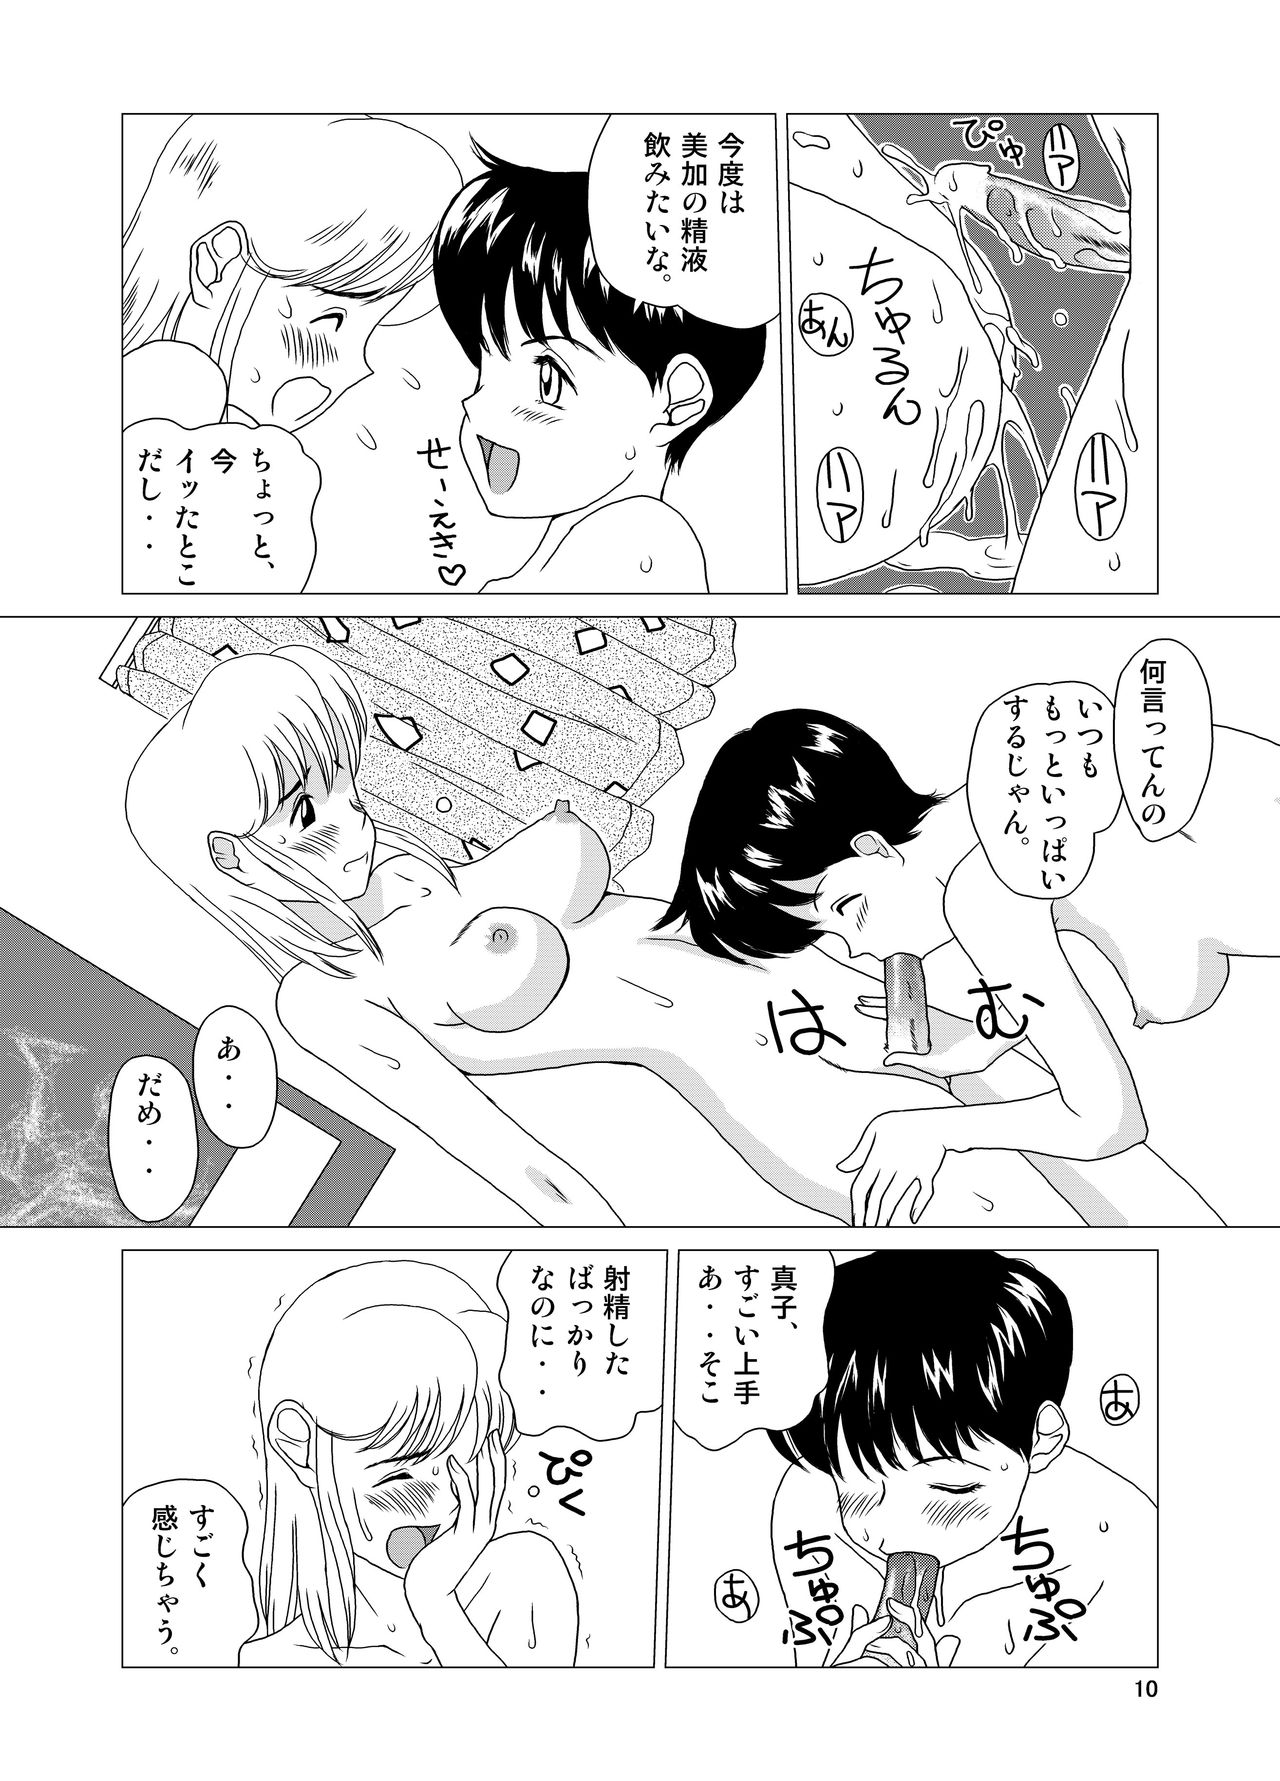 ぴゅ
ハァ
ちゅるん
あん
ハァ
ハァ
今度は
美加の精液
飲みたいな。
せーえき♡
ちょっと、
今
イッたとこ
だし・・
何言ってんの
いつも
もっといっぱい
するじゃん。
はむ
あ・・
だめ・・
真子、
すごい上手
あ・・そこ
あ
ちゅぷ
ちゅぷ
あ
射精した
ばっかり
なのに・・
ぴく
すごく
感じちゃう。
10